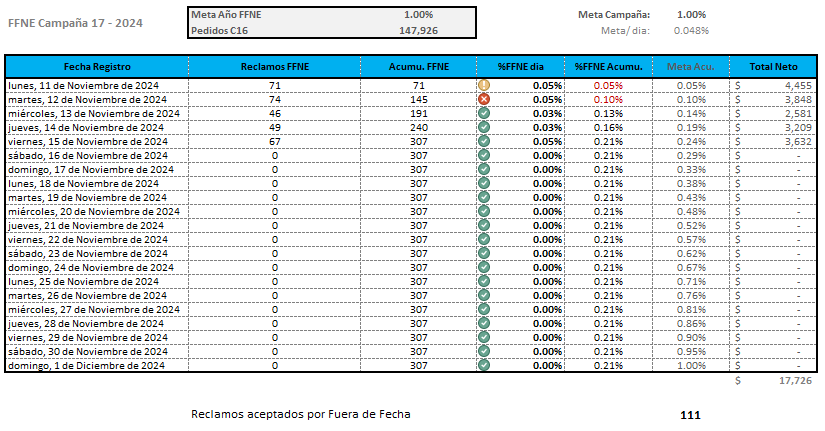 FFNE Campaña 17 - 2024
Meta Año FFNE 1.00%
Pedidos C16 147,926
Meta Campaña: 1.00%
Meta/ dia: 0.048%
Fecha Registro Reclamos FFNE Acumu. FFNE %FFNE dia %FFNE Acumu. Meta Acu. Total Neto
lunes, 11 de Noviembre de 2024 71 71 0.05% 0.05% 0.05% $ 4,455
martes, 12 de Noviembre de 2024 74 145 0.05% 0.10% 0.10% $ 3,848
miércoles, 13 de Noviembre de 2024 46 191 0.03% 0.13% 0.14% $ 2,581
jueves, 14 de Noviembre de 2024 49 240 0.03% 0.16% 0.19% $ 3,209
viernes, 15 de Noviembre de 2024 67 307 0.05% 0.21% 0.24% $ 3,632
sábado, 16 de Noviembre de 2024 0 307 0.00% 0.21% 0.29% $ -
domingo, 17 de Noviembre de 2024 0 307 0.00% 0.21% 0.33% $ -
lunes, 18 de Noviembre de 2024 0 307 0.00% 0.21% 0.38% $ -
martes, 19 de Noviembre de 2024 0 307 0.00% 0.21% 0.43% $ -
miércoles, 20 de Noviembre de 2024 0 307 0.00% 0.21% 0.48% $ -
jueves, 21 de Noviembre de 2024 0 307 0.00% 0.21% 0.52% $ -
viernes, 22 de Noviembre de 2024 0 307 0.00% 0.21% 0.57% $ -
sábado, 23 de Noviembre de 2024 0 307 0.00% 0.21% 0.62% $ -
domingo, 24 de Noviembre de 2024 0 307 0.00% 0.21% 0.67% $ -
lunes, 25 de Noviembre de 2024 0 307 0.00% 0.21% 0.71% $ -
martes, 26 de Noviembre de 2024 0 307 0.00% 0.21% 0.76% $ -
miércoles, 27 de Noviembre de 2024 0 307 0.00% 0.21% 0.81% $ -
jueves, 28 de Noviembre de 2024 0 307 0.00% 0.21% 0.86% $ -
viernes, 29 de Noviembre de 2024 0 307 0.00% 0.21% 0.90% $ -
sábado, 30 de Noviembre de 2024 0 307 0.00% 0.21% 0.95% $ -
domingo, 1 de Diciembre de 2024 0 307 0.00% 0.21% 1.00% $ -
$ 17,726
Reclamos aceptados por Fuera de Fecha 111